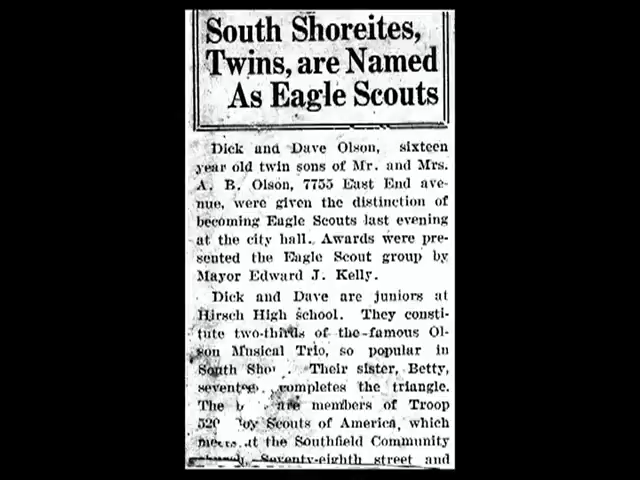 South Shoreites,
Twins, are Named
As Eagle Scouts
Dick and Dave Olson, sixteen
year old twin sons of Mr. and Mrs.
A. B. Olson, 7755 East End ave-
nue, were given the distinction of
becoming Eagle Scouts last evening
at the city hall. Awards were pre-
sented the Eagle Scout group by
Mayor Edward J. Kelly.
Dick and Dave are juniors at
Hirsch High school. They consti-
tute two-thirds of the famous Ol-
son Musical Trio, so popular in
South Their sister, Betty,
completes the triangle.
The are members of Troop
Scouts of America, which
at the Southfield Community
Seventy-eighth street and